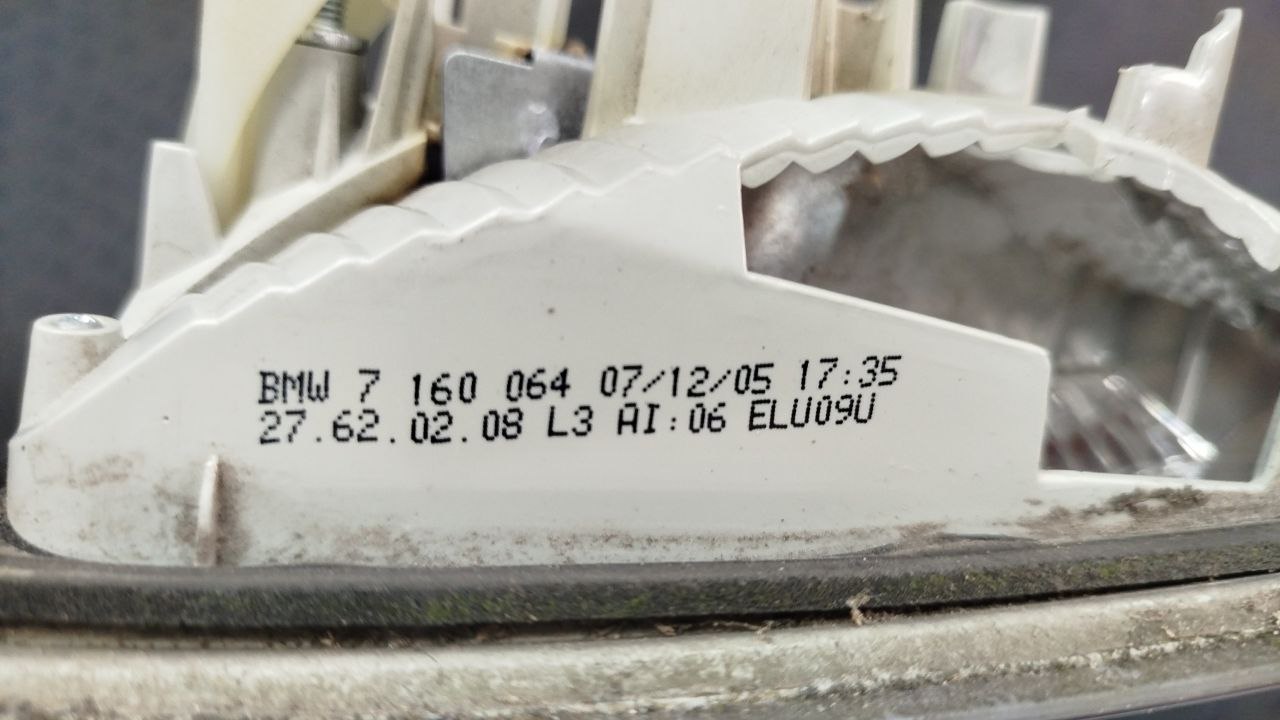 BMW 7 160 064 07/12/05 17:35
27.62.02.08 L3 AI:06 ELU09U